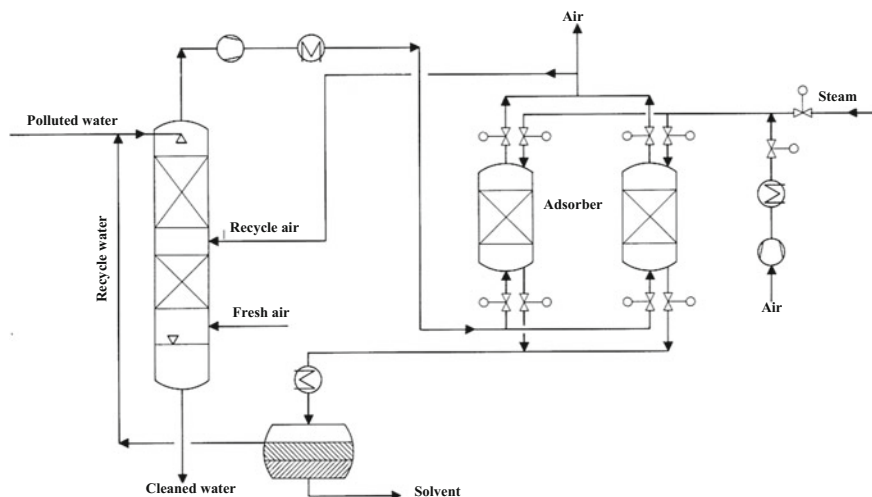 Air
Steam
Polluted water
Adsorber
Recycle air
Recycle water
Fresh air
Air
Cleaned water
Solvent